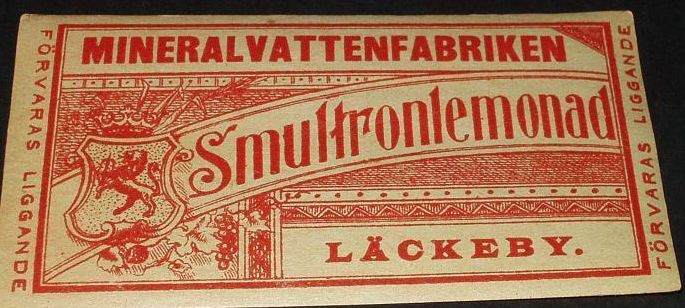 MINERALVATTENFABRIKEN
Smultronlemonad
LÄCKEBY.
FÖRVARAS LIGGANDE
FÖRVARAS LIGGANDE